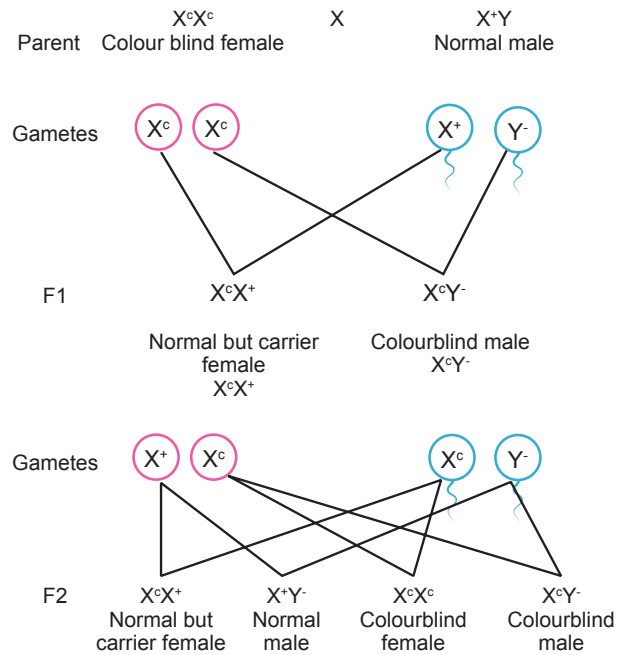 XᶜXᶜ X X⁺Y
Parent Colour blind female Normal male
Gametes Xᶜ Xᶜ X⁺ Y⁻
F1 XᶜX⁺ XᶜY⁻
Normal but carrier Colourblind male
female XᶜY⁻
XᶜX⁺
Gametes X⁺ Xᶜ Xᶜ Y⁻
F2 XᶜX⁺ X⁺Y⁻ XᶜXᶜ XᶜY⁻
Normal but Normal Colourblind Colourblind
carrier female male female male